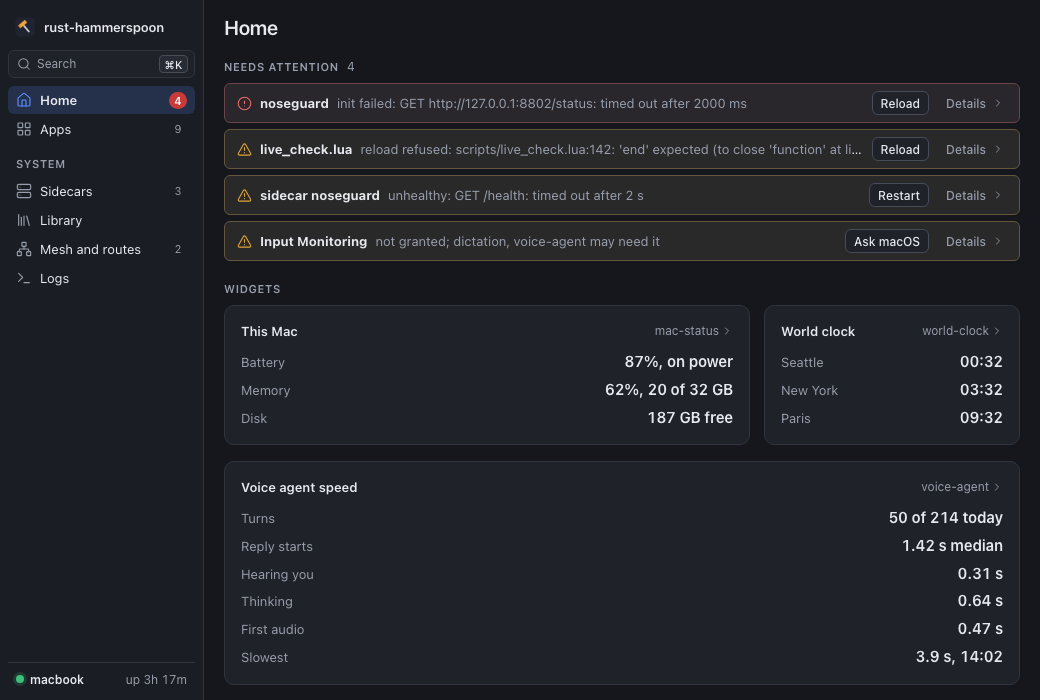 rust-hammerspoon
Search ⌘K
Home 4
Apps 9
SYSTEM
Sidecars 3
Library
Mesh and routes 2
Logs
macbook up 3h 17m
Home
NEEDS ATTENTION 4
noseguard init failed: GET http://127.0.0.1:8802/status: timed out after 2000 ms Reload Details
live_check.lua reload refused: scripts/live_check.lua:142: 'end' expected (to close 'function' at li... Reload Details
sidecar noseguard unhealthy: GET /health: timed out after 2 s Restart Details
Input Monitoring not granted; dictation, voice-agent may need it Ask macOS Details
WIDGETS
This Mac mac-status
Battery 87%, on power
Memory 62%, 20 of 32 GB
Disk 187 GB free
World clock world-clock
Seattle 00:32
New York 03:32
Paris 09:32
Voice agent speed voice-agent
Turns 50 of 214 today
Reply starts 1.42 s median
Hearing you 0.31 s
Thinking 0.64 s
First audio 0.47 s
Slowest 3.9 s, 14:02